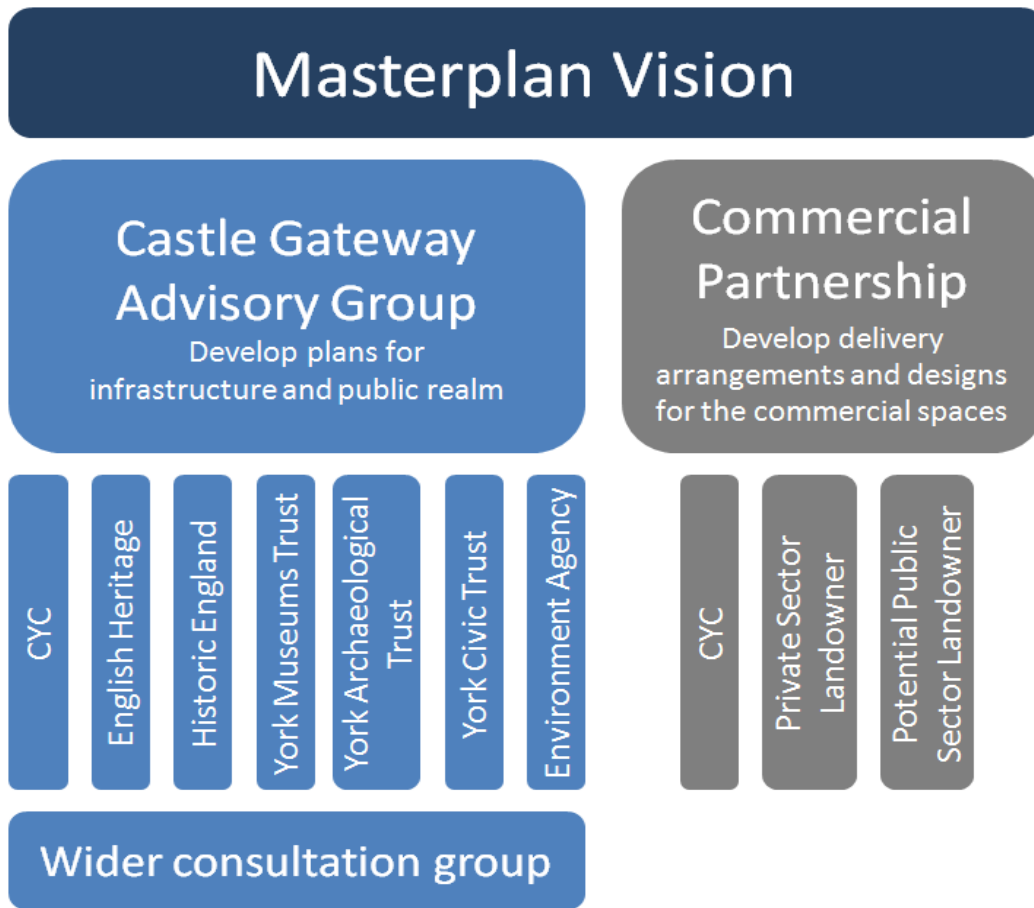 Masterplan Vision
Castle Gateway
Advisory Group
Develop plans for
infrastructure and public realm
Commercial
Partnership
Develop delivery
arrangements and designs
for the commercial spaces
CYC
English Heritage
Historic England
York Museums Trust
York Archaeological
Trust
York Civic Trust
Environment Agency
CYC
Private Sector
Landowner
Potential Public
Sector Landowner
Wider consultation group